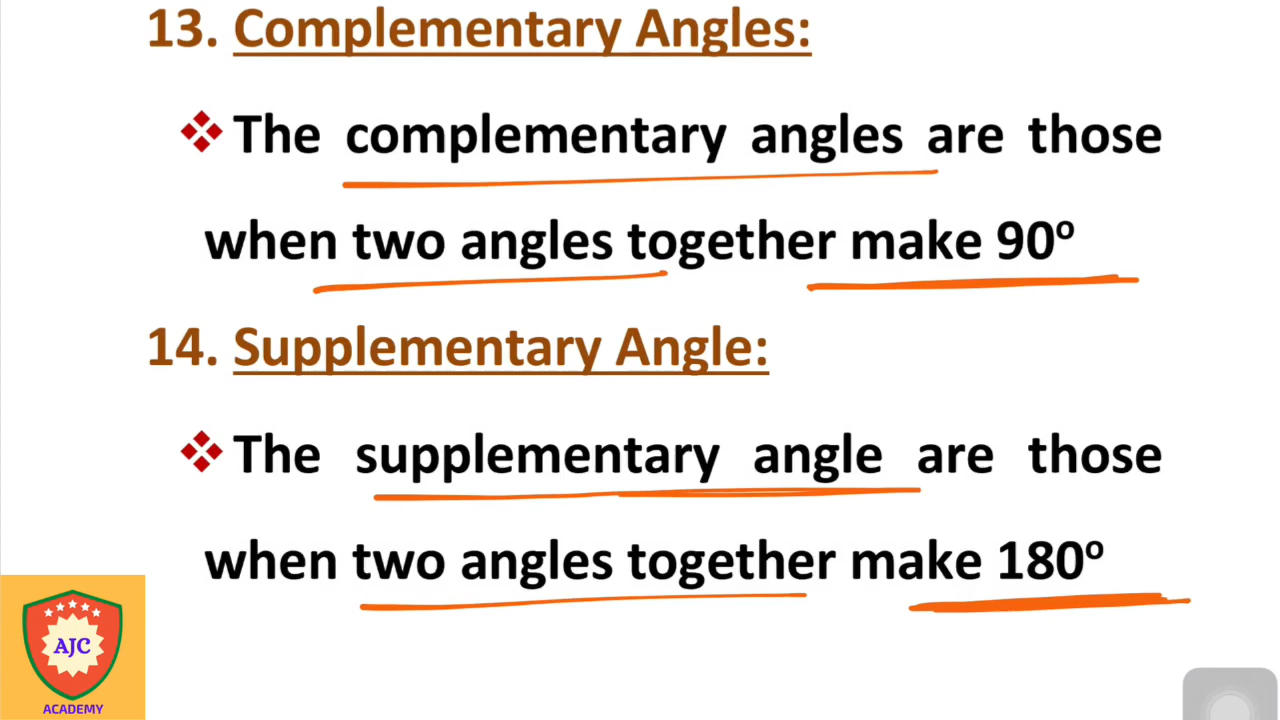 13. Complementary Angles:
❖The complementary angles are those
when two angles together make 90º
14. Supplementary Angle:
❖The supplementary angle are those
when two angles together make 180º
AJC
ACADEMY